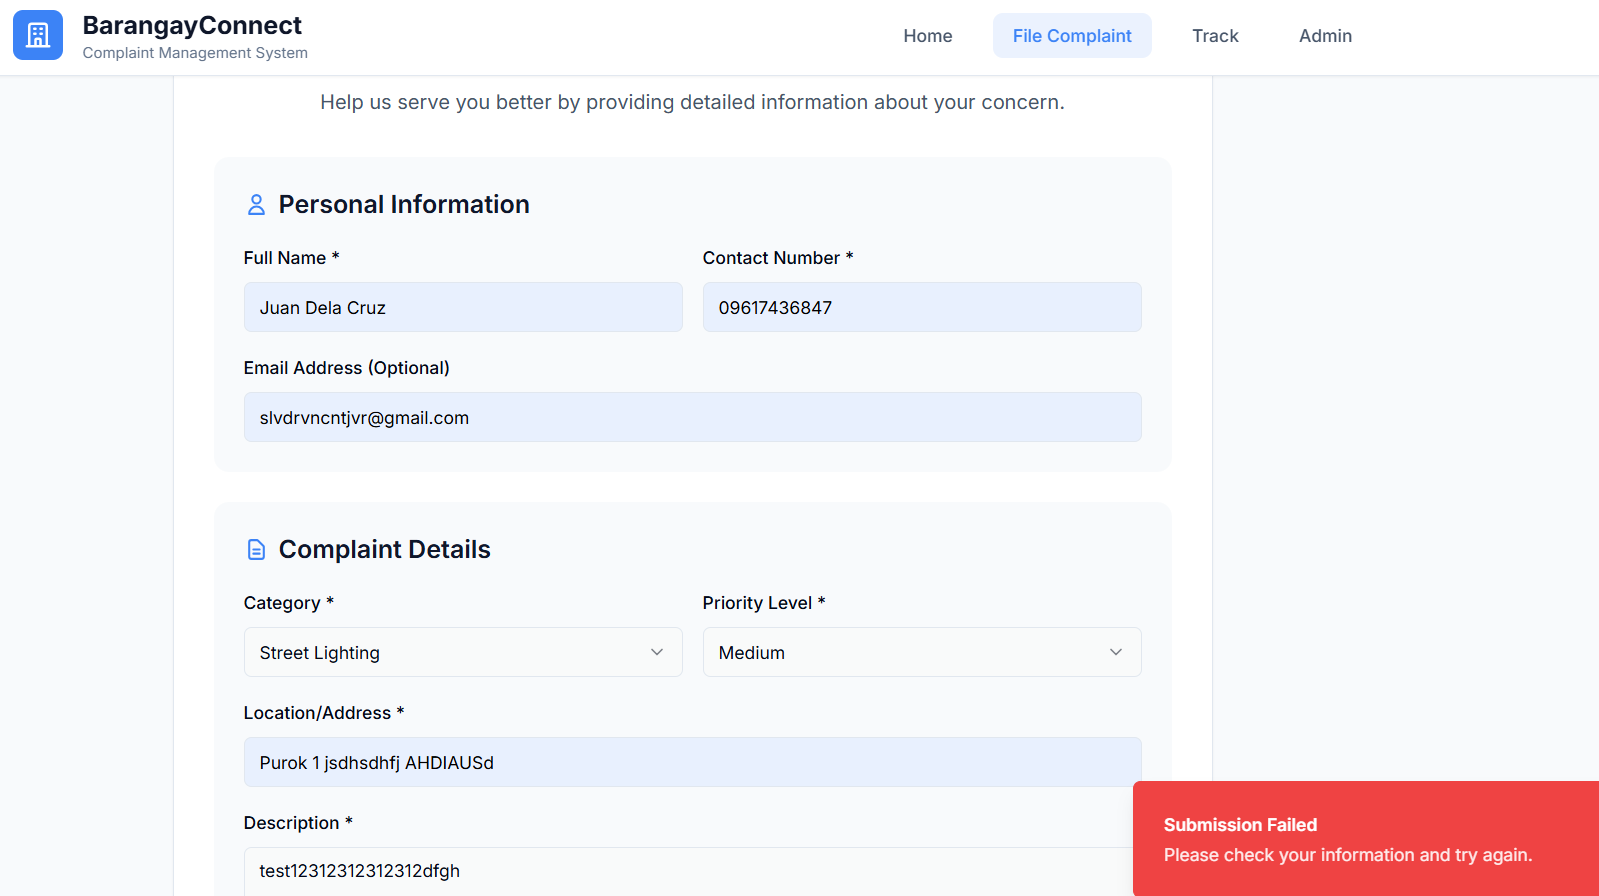 BarangayConnect
Complaint Management System
Home
File Complaint
Track
Admin
Help us serve you better by providing detailed information about your concern.
Personal Information
Full Name *
Contact Number *
Juan Dela Cruz
09617436847
Email Address (Optional)
slvdrvncntjvr@gmail.com
Complaint Details
Category *
Priority Level *
Street Lighting
Medium
Location/Address *
Purok 1 jsdhsdhfj AHDIAUSd
Description *
test12312312312312dfgh
Submission Failed
Please check your information and try again.